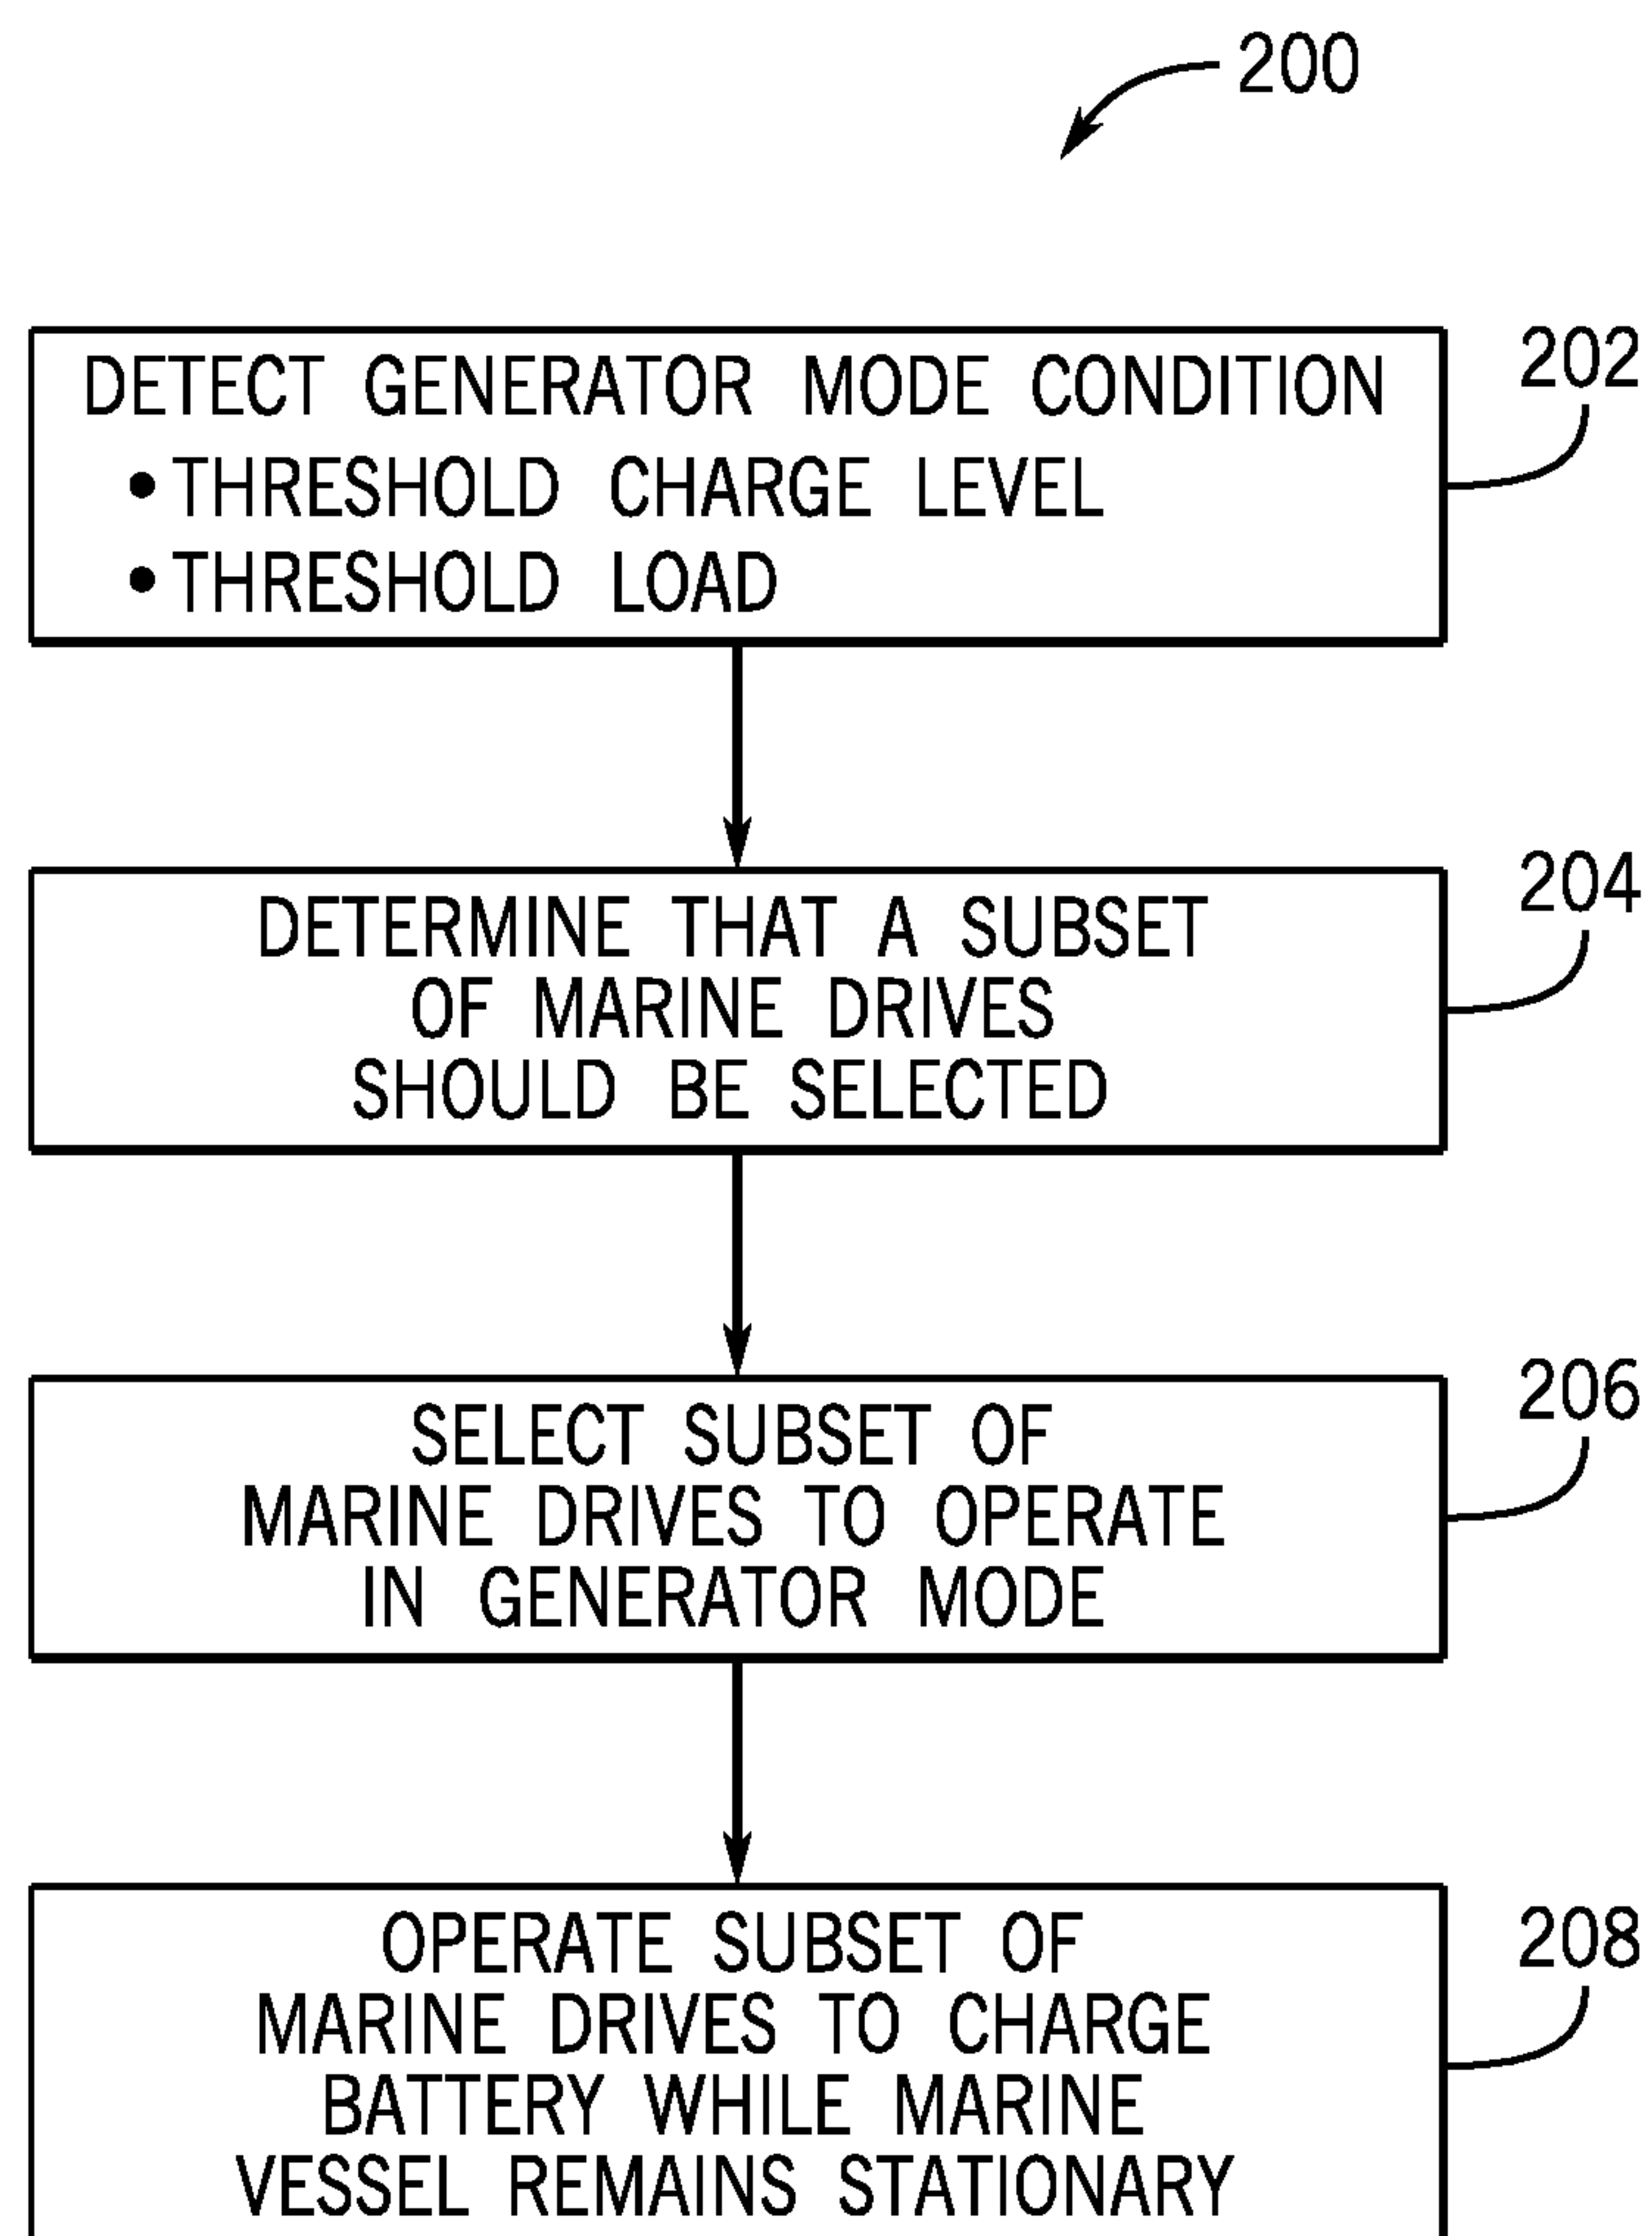 200
DETECT GENERATOR MODE CONDITION
• THRESHOLD CHARGE LEVEL
• THRESHOLD LOAD
202
DETERMINE THAT A SUBSET
OF MARINE DRIVES
SHOULD BE SELECTED
204
SELECT SUBSET OF
MARINE DRIVES TO OPERATE
IN GENERATOR MODE
206
OPERATE SUBSET OF
MARINE DRIVES TO CHARGE
BATTERY WHILE MARINE
VESSEL REMAINS STATIONARY
208